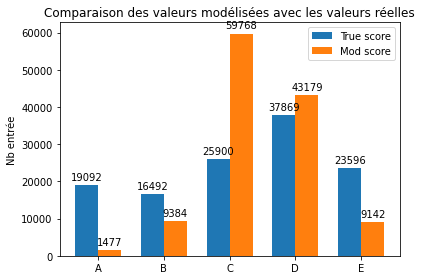 Comparaison des valeurs modélisées avec les valeurs réelles
True score
Mod score
Nb entrée
60000
50000
40000
30000
20000
10000
0
19092
1477
16492
9384
25900
59768
37869
43179
23596
9142
A
B
C
D
E